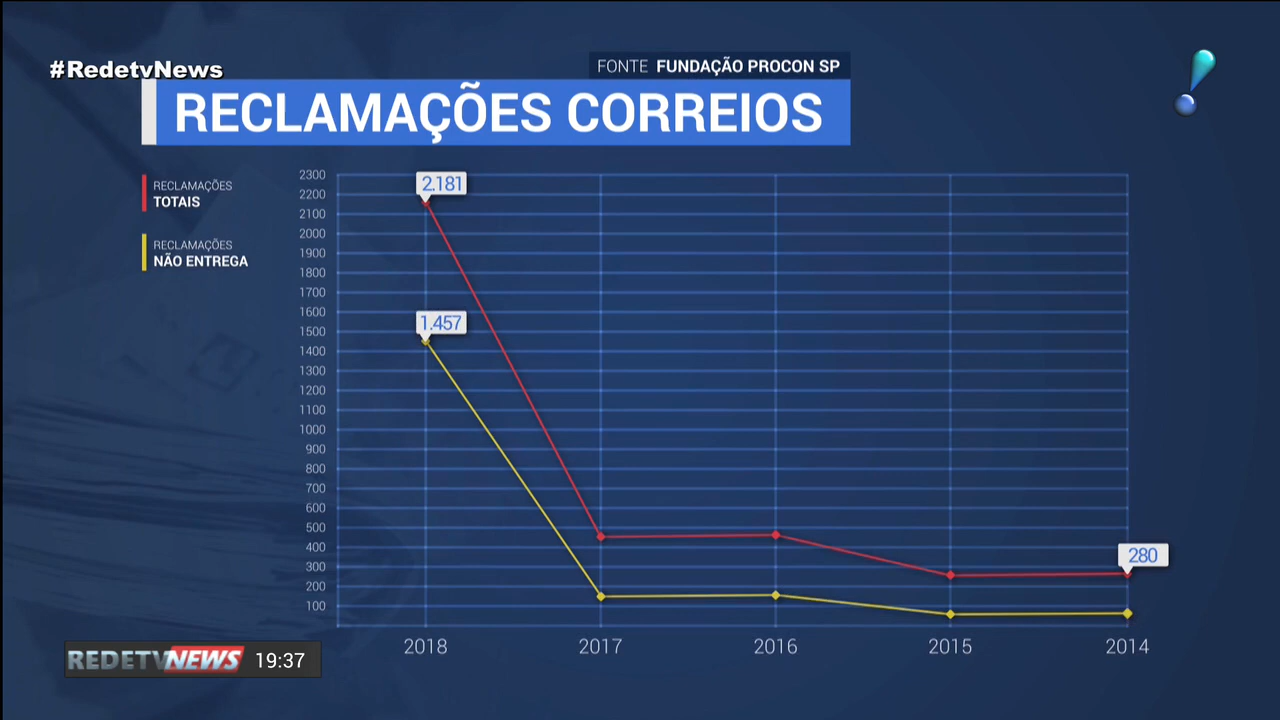 #RedetvNews
FONTE FUNDAÇÃO PROCON SP
RECLAMAÇÕES CORREIOS
RECLAMAÇÕES
TOTAIS
RECLAMAÇÕES
NÃO ENTREGA
2300
2200
2100
2000
1900
1800
1700
1600
1500
1400
1300
1200
1100
1000
900
800
700
600
500
400
300
200
100
2.181
1.457
280
2018 2017 2016 2015 2014
REDETV NEWS 19:37